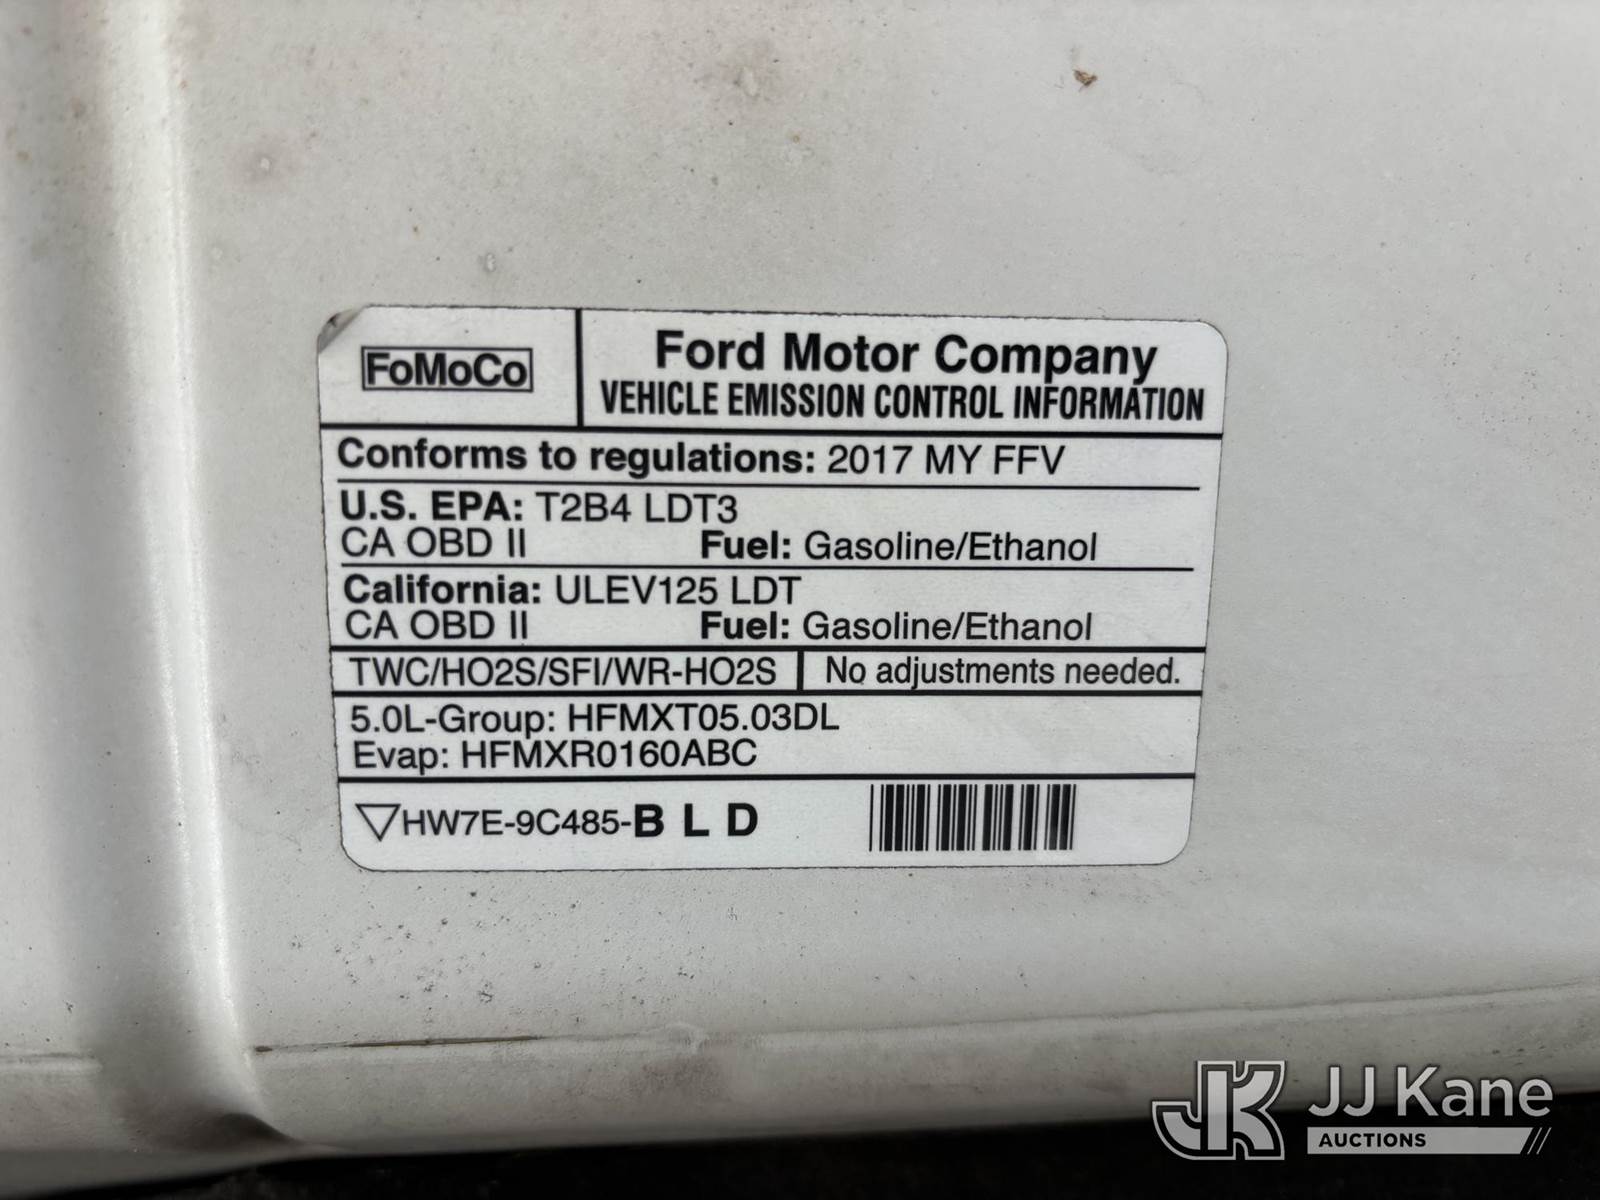 FoMoCo
Ford Motor Company
VEHICLE EMISSION CONTROL INFORMATION
Conforms to regulations: 2017 MY FFV
U.S. EPA: T2B4 LDT3
CA OBD II Fuel: Gasoline/Ethanol
California: ULEV125 LDT
CA OBD II Fuel: Gasoline/Ethanol
TWC/HO2S/SFI/WR-HO2S No adjustments needed.
5.0L-Group: HFMXT05.03DL
Evap: HFMXR0160ABC
HW7E-9C485-B L D
JK JJ Kane
AUCTIONS